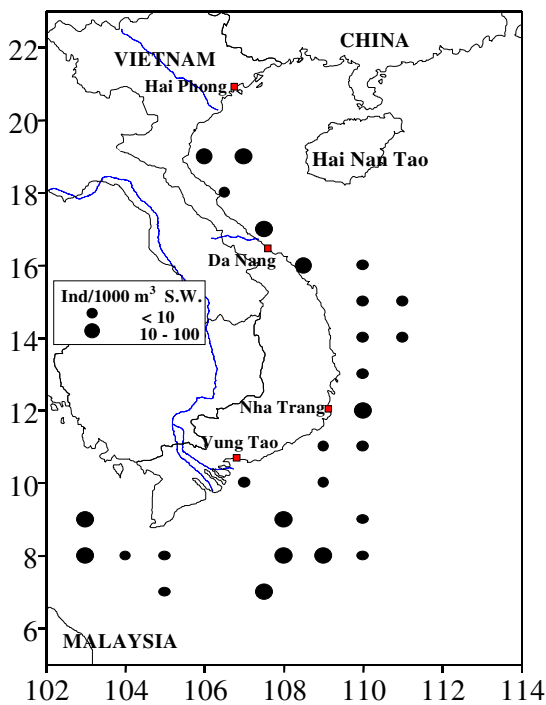 22
CHINA
VIETNAM
Hai Phong
20
Hai Nan Tao
18
Da Nang
16
Ind/1000 m³ S.W.
< 10
10 - 100
14
Nha Trang
12
Vung Tao
10
8
6
MALAYSIA
102 104 106 108 110 112 114